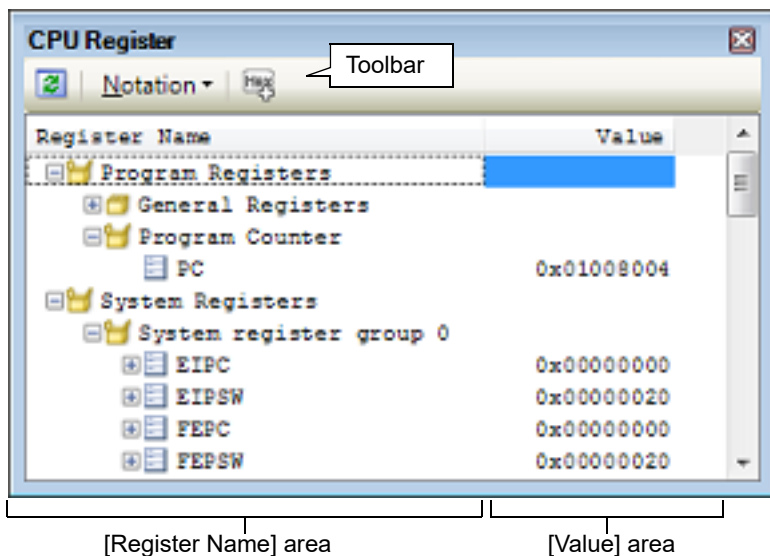 CPU Register
Toolbar
Notation
Hex
Register Name Value
Program Registers
General Registers
Program Counter
PC 0x01008004
System Registers
System register group 0
EIPC 0x00000000
EIPSW 0x00000020
FEPC 0x00000000
FEPSW 0x00000020
[Register Name] area [Value] area